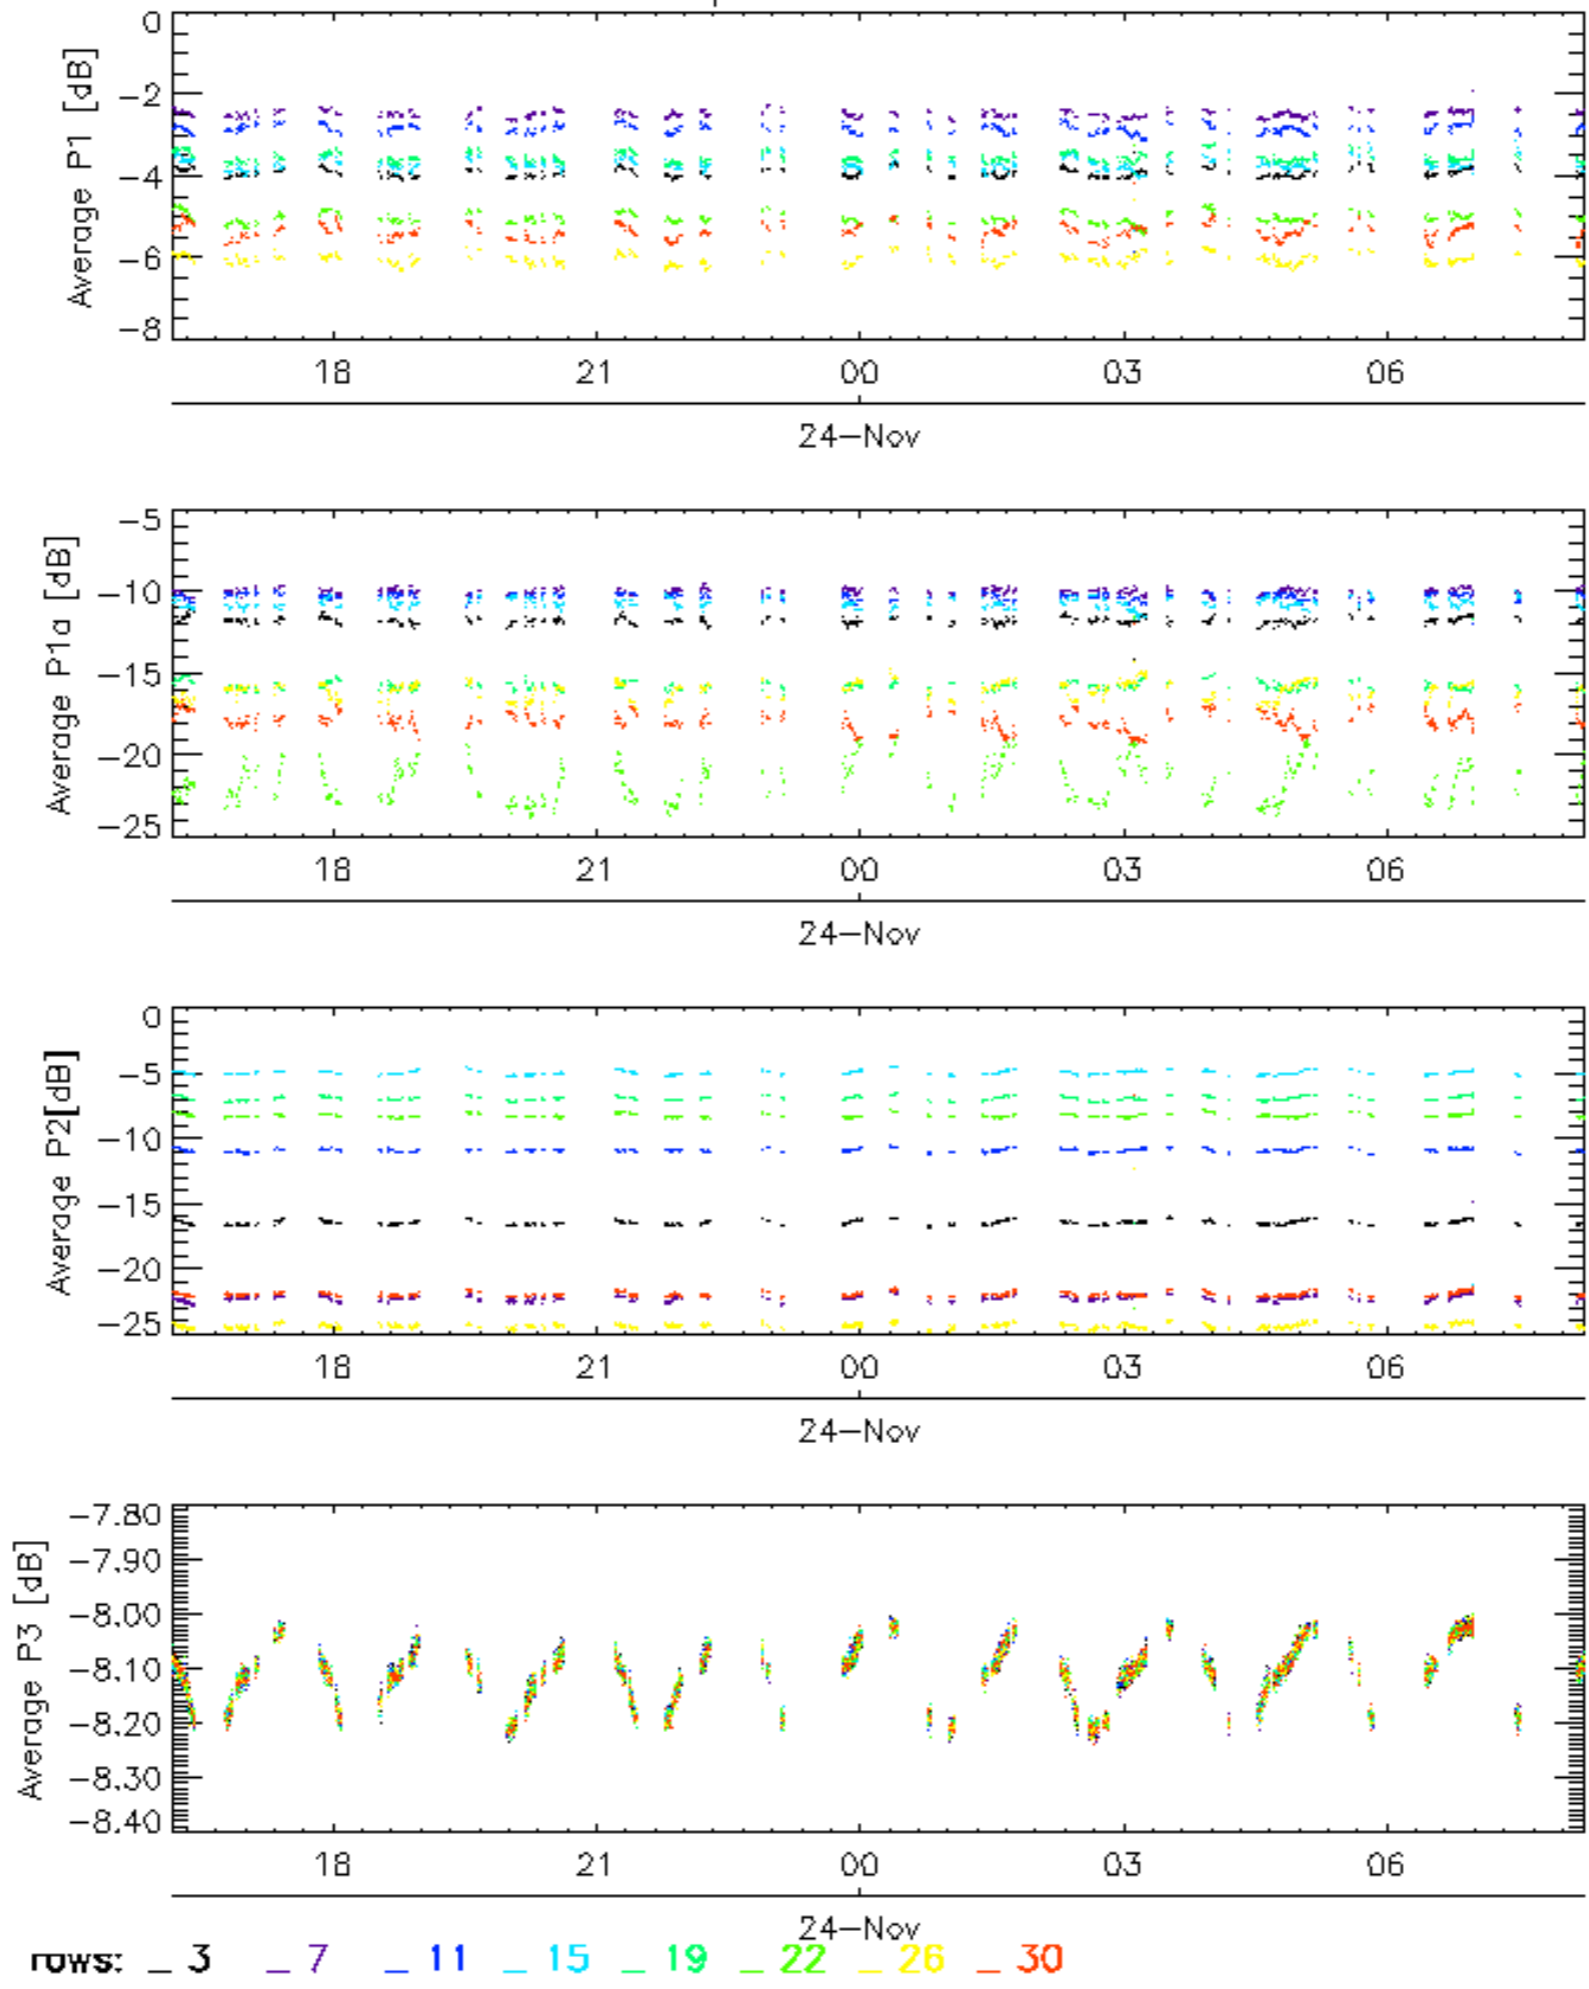 Average P1 [dB]
0
-2
-4
-6
-8
18 21 00 03 06
24-Nov
Average P1a [dB]
-5
-10
-15
-20
-25
18 21 00 03 06
24-Nov
Average P2[dB]
0
-5
-10
-15
-20
-25
18 21 00 03 06
24-Nov
Average P3 [dB]
-7.80
-7.90
-8.00
-8.10
-8.20
-8.30
-8.40
18 21 00 03 06
24-Nov
rows: _ 3 _ 7 _ 11 _ 15 _ 19 _ 22 _ 26 _ 30